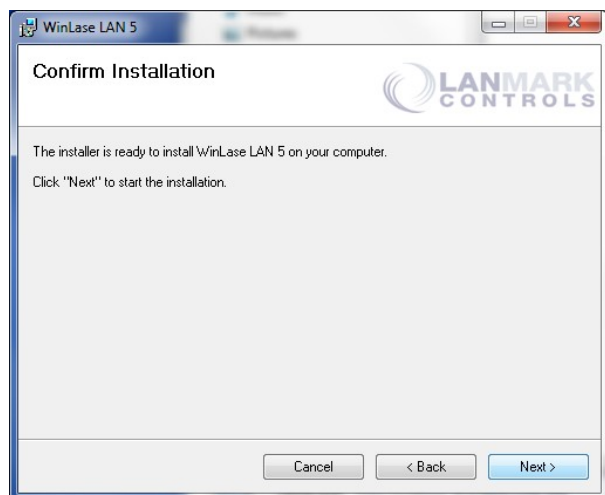 WinLase LAN 5
Pictures
Confirm Installation
LANMARK
CONTROLS
The installer is ready to install WinLase LAN 5 on your computer.
Click "Next" to start the installation.
Cancel
< Back
Next >